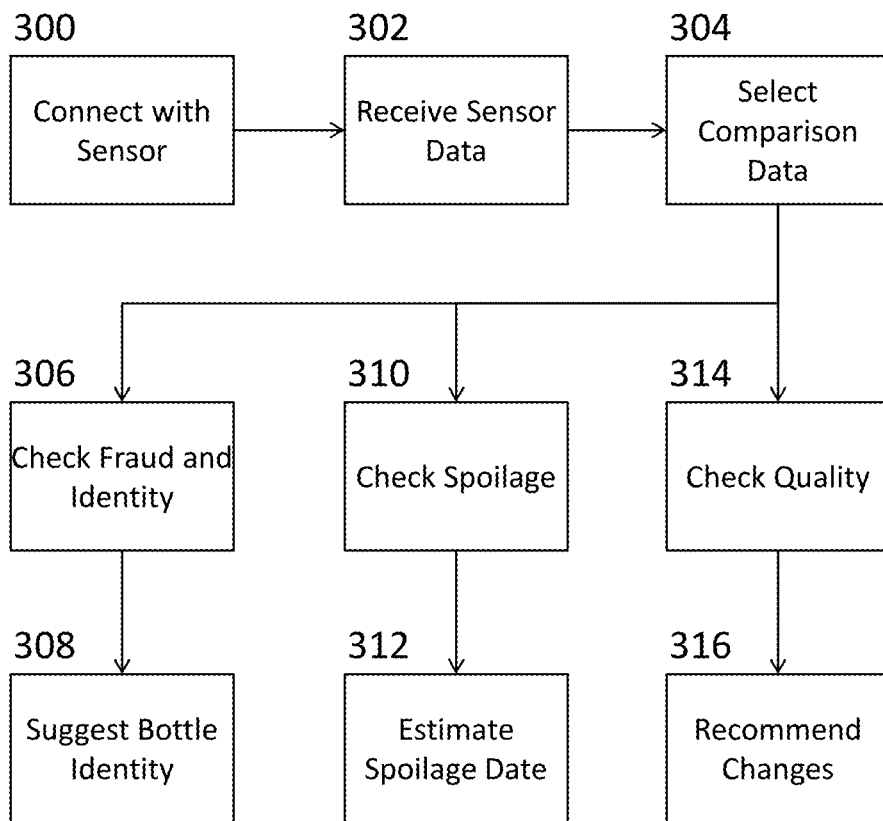 300
Connect with
Sensor
302
Receive Sensor
Data
304
Select
Comparison
Data
306
Check Fraud and
Identity
310
Check Spoilage
314
Check Quality
308
Suggest Bottle
Identity
312
Estimate
Spoilage Date
316
Recommend
Changes